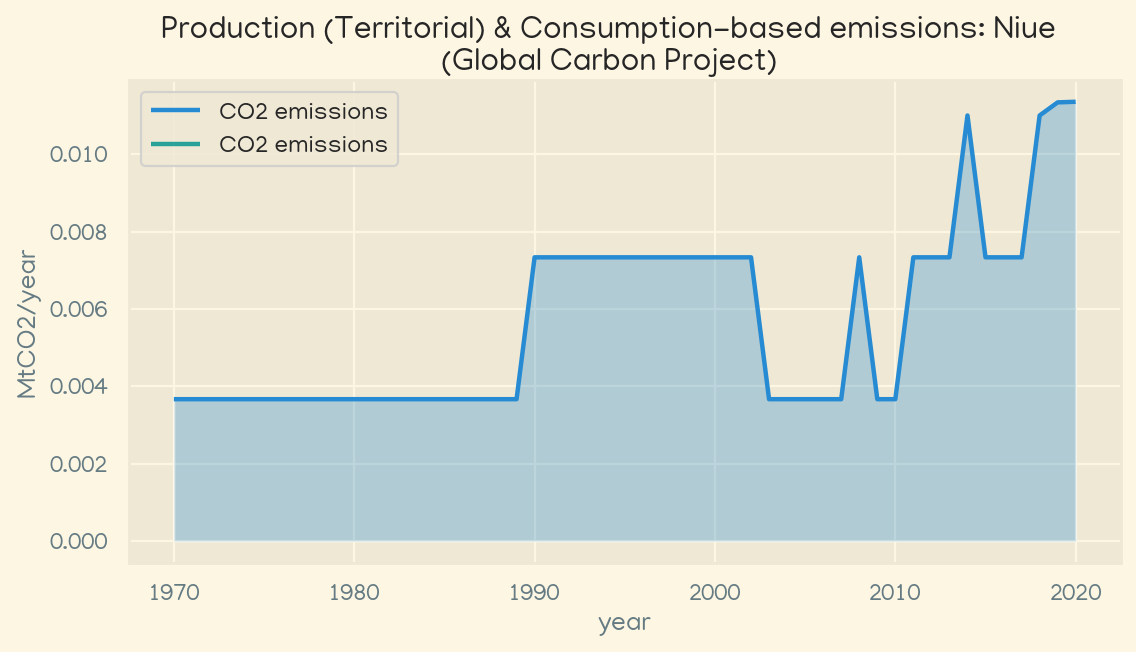 Production (Territorial) & Consumption-based emissions: Niue
(Global Carbon Project)
CO2 emissions
CO2 emissions
0.010
0.008
0.006
0.004
0.002
0.000
MtCO2/year
1970 1980 1990 2000 2010 2020
year